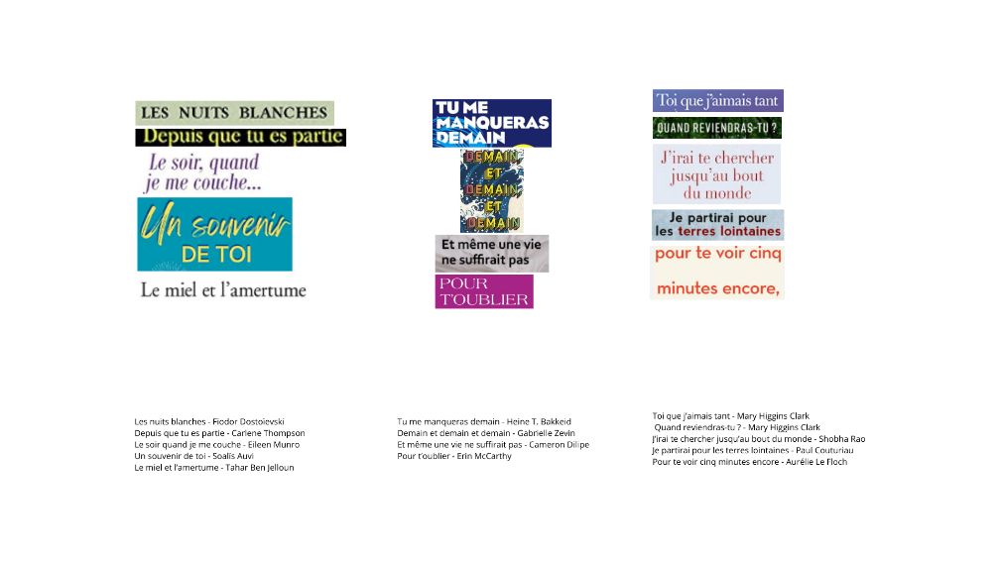 LES NUITS BLANCHES
Depuis que tu es partie
Le soir, quand
je me couche...
Un souvenir
DE TOI
Le miel et l'amertume
TU ME
MANQUERAS
DEMAIN
DEMAIN,
ET
DEMAIN,
ET
DEMAIN
Et même une vie
ne suffirait pas
POUR
T'OUBLIER
Toi que j'aimais tant
QUAND REVIENDRAS-TU ?
J'irai te chercher
jusqu'au bout
du monde
Je partirai pour
les terres lointaines
pour te voir cinq
minutes encore,
Les nuits blanches - Fiodor Dostoïevski
Depuis que tu es partie - Carlene Thompson
Le soir quand je me couche - Eileen Munro
Un souvenir de toi - Soalís Auvi
Le miel et l'amertume - Tahar Ben Jelloun
Tu me manqueras demain - Heine T. Bakkeid
Demain et demain et demain - Gabrielle Zevin
Et même une vie ne suffirait pas - Cameron Dilipe
Pour t'oublier - Erin McCarthy
Toi que j'aimais tant - Mary Higgins Clark
Quand reviendras-tu ? - Mary Higgins Clark
J'irai te chercher jusqu'au bout du monde - Shobha Rao
Je partirai pour les terres lointaines - Paul Couturiau
Pour te voir cinq minutes encore - Aurélie Le Floch